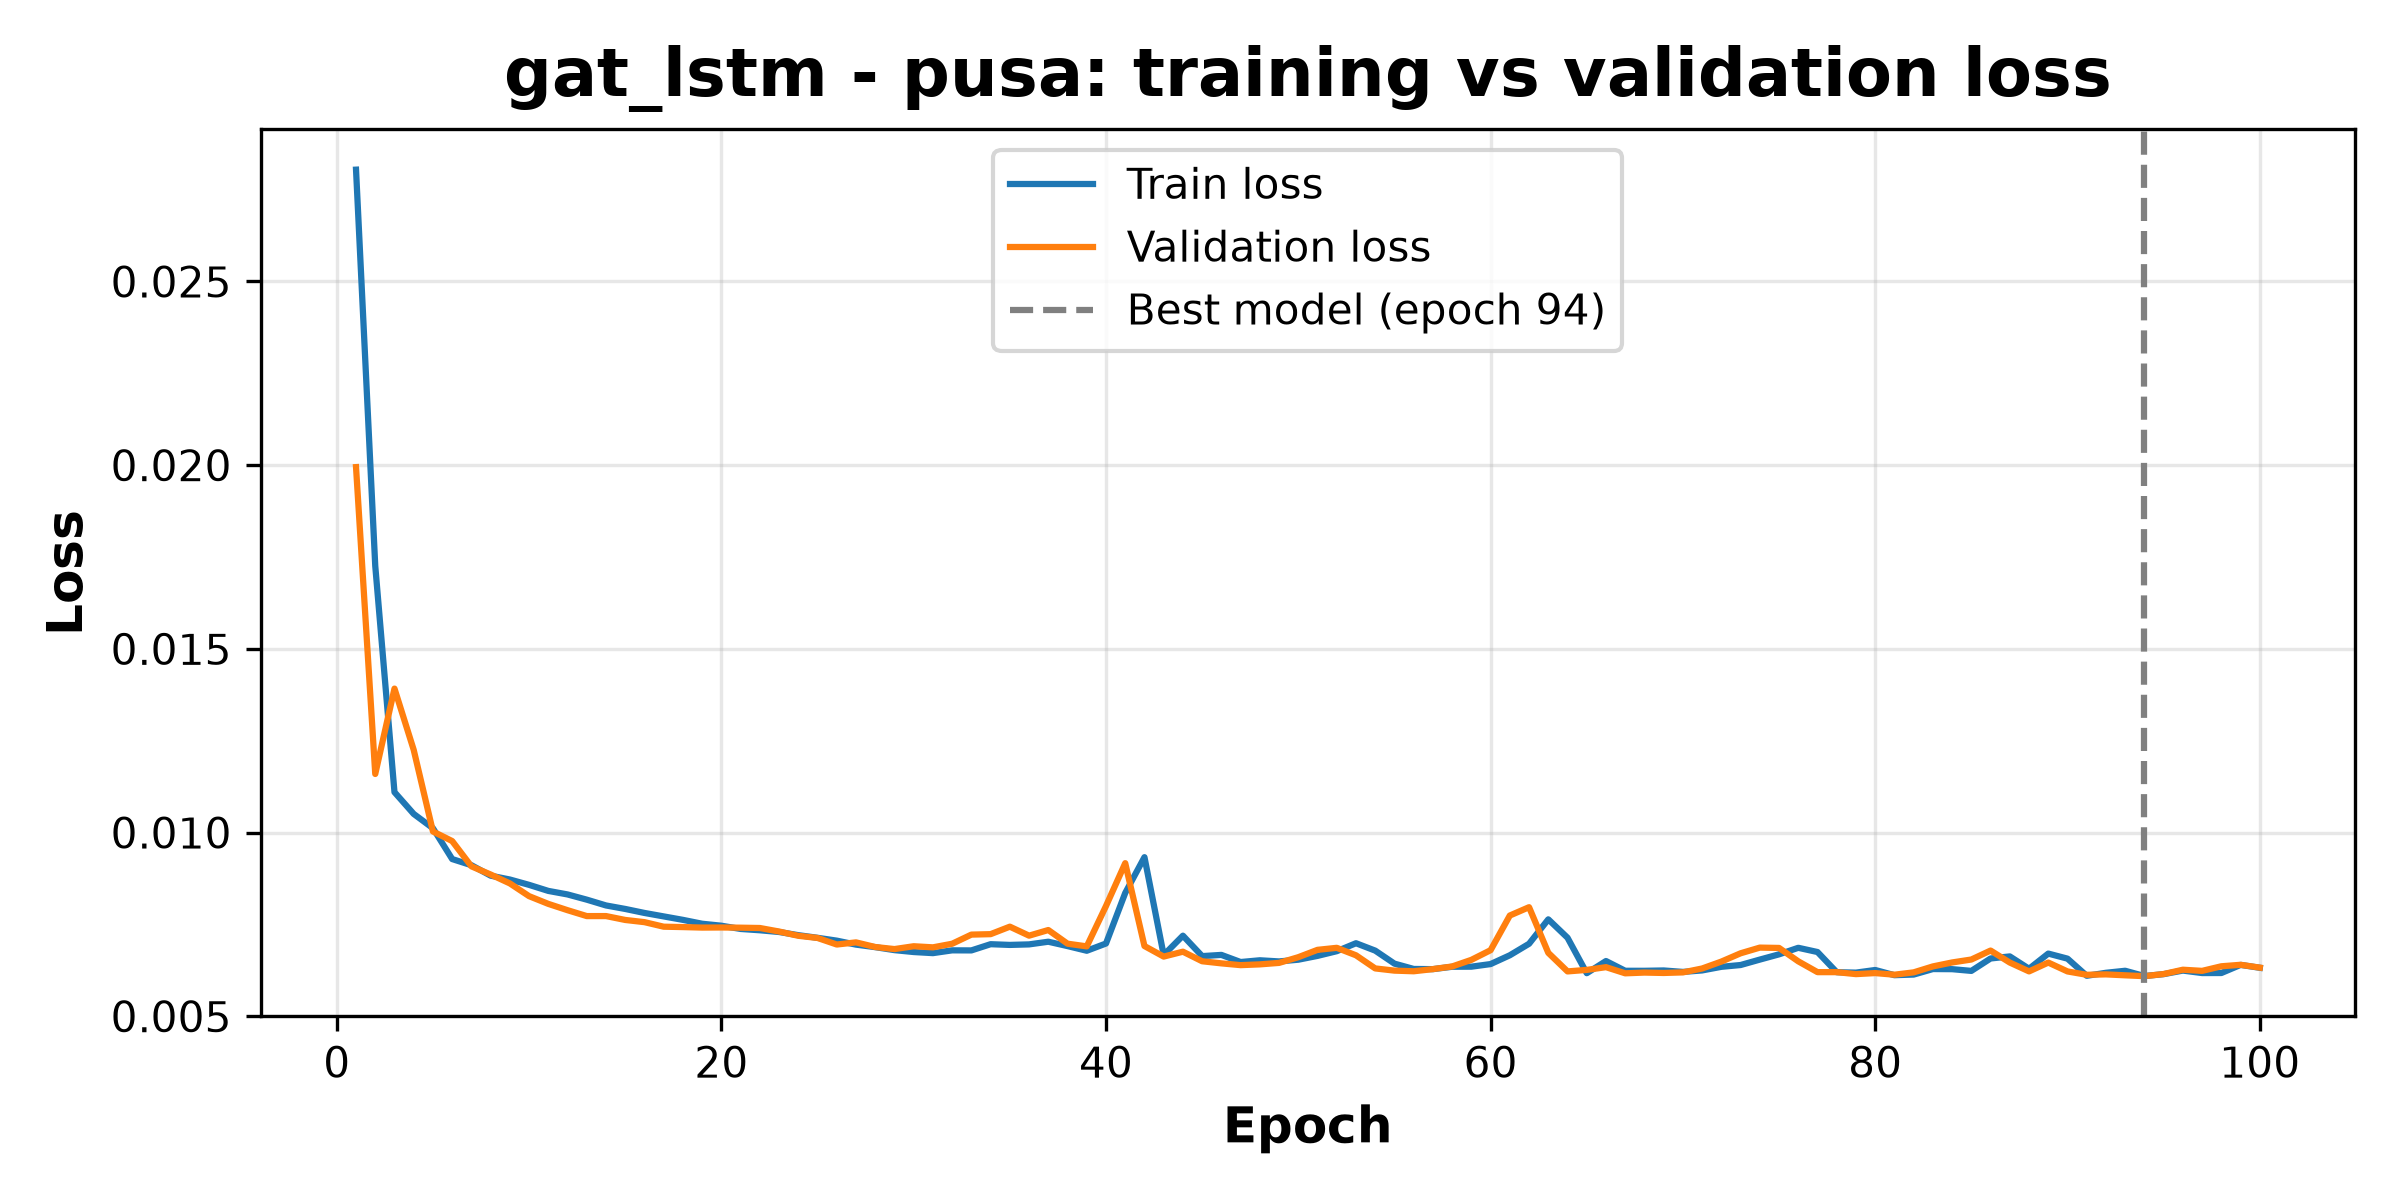 gat_lstm - pusa: training vs validation loss
Train loss
Validation loss
Best model (epoch 94)
Loss
0.025
0.020
0.015
0.010
0.005
0 20 40 60 80 100
Epoch